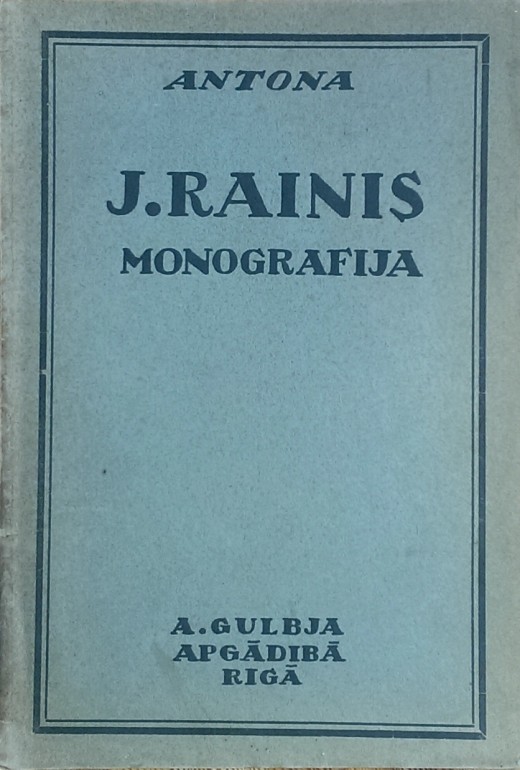 ANTONA
J.RAINIS
MONOGRAFIJA
A.GULBJA
APGĀDIBĀ
RIGĀ